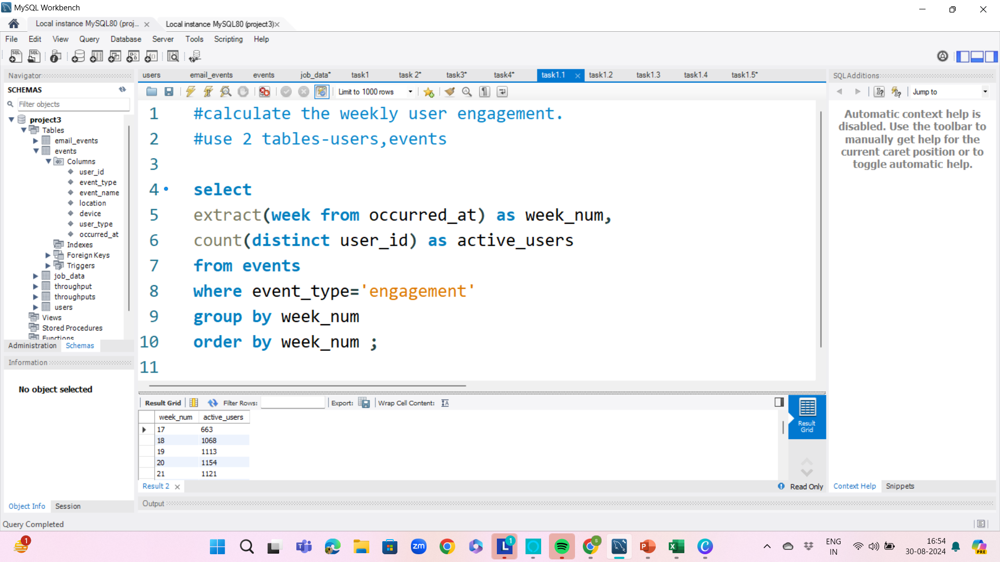 MySQL Workbench
Local instance MySQL80 (proj...
Local instance MySQL80 (project3)
File Edit View Query Database Server Tools Scripting Help
Navigator
SCHEMAS
Filter objects
project3
Tables
email_events
events
Columns
user_id
event_type
event_name
location
device
user_type
occurred_at
Indexes
Foreign Keys
Triggers
job_data
throughput
throughputs
users
Views
Stored Procedures
Functions
Administration Schemas
Information
No object selected
Object Info Session
users email_events events job_data* task1 task 2* task3* task4* task1.1 task1.2 task1.3 task1.4 task1.5*
Limit to 1000 rows
1 #calculate the weekly user engagement.
2 #use 2 tables-users,events
3
4 select
5 extract(week from occurred_at) as week_num,
6 count(distinct user_id) as active_users
7 from events
8 where event_type='engagement'
9 group by week_num
10 order by week_num ;
11
Result Grid Filter Rows: Export: Wrap Cell Content:
week_num active_users
17 663
18 1068
19 1113
20 1154
21 1121
Result Grid
Result 2
Read Only
Output
SQLAdditions
Jump to
Automatic context help is
disabled. Use the toolbar to
manually get help for the
current caret position or to
toggle automatic help.
Context Help Snippets
Query Completed
1
zm
L 1
S
ENG
IN
16:54
30-08-2024
PRE